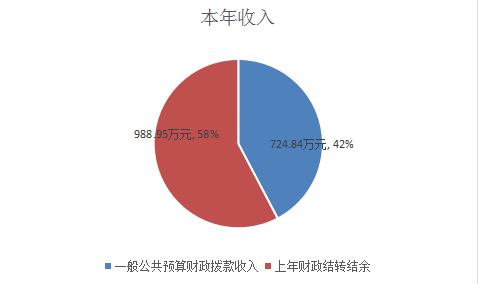 本年收入
988.95万元, 58%
724.84万元, 42%
一般公共预算财政拨款收入 上年财政结转结余